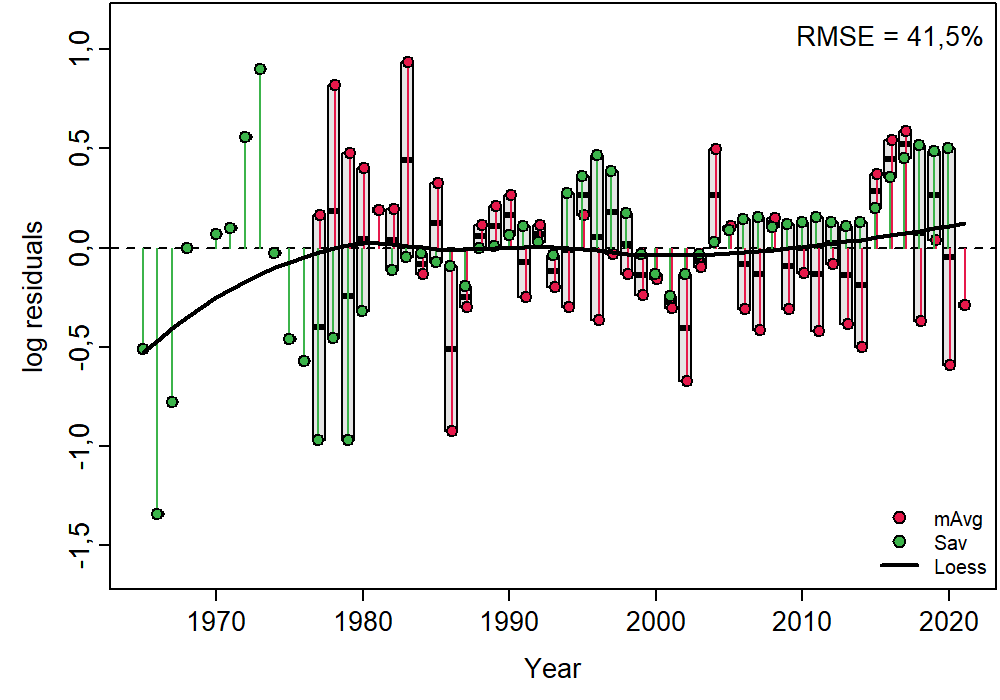 RMSE = 41,5%
log residuals
1,0
0,5
0,0
-0,5
-1,0
-1,5
mAvg
Sav
Loess
1970 1980 1990 2000 2010 2020
Year